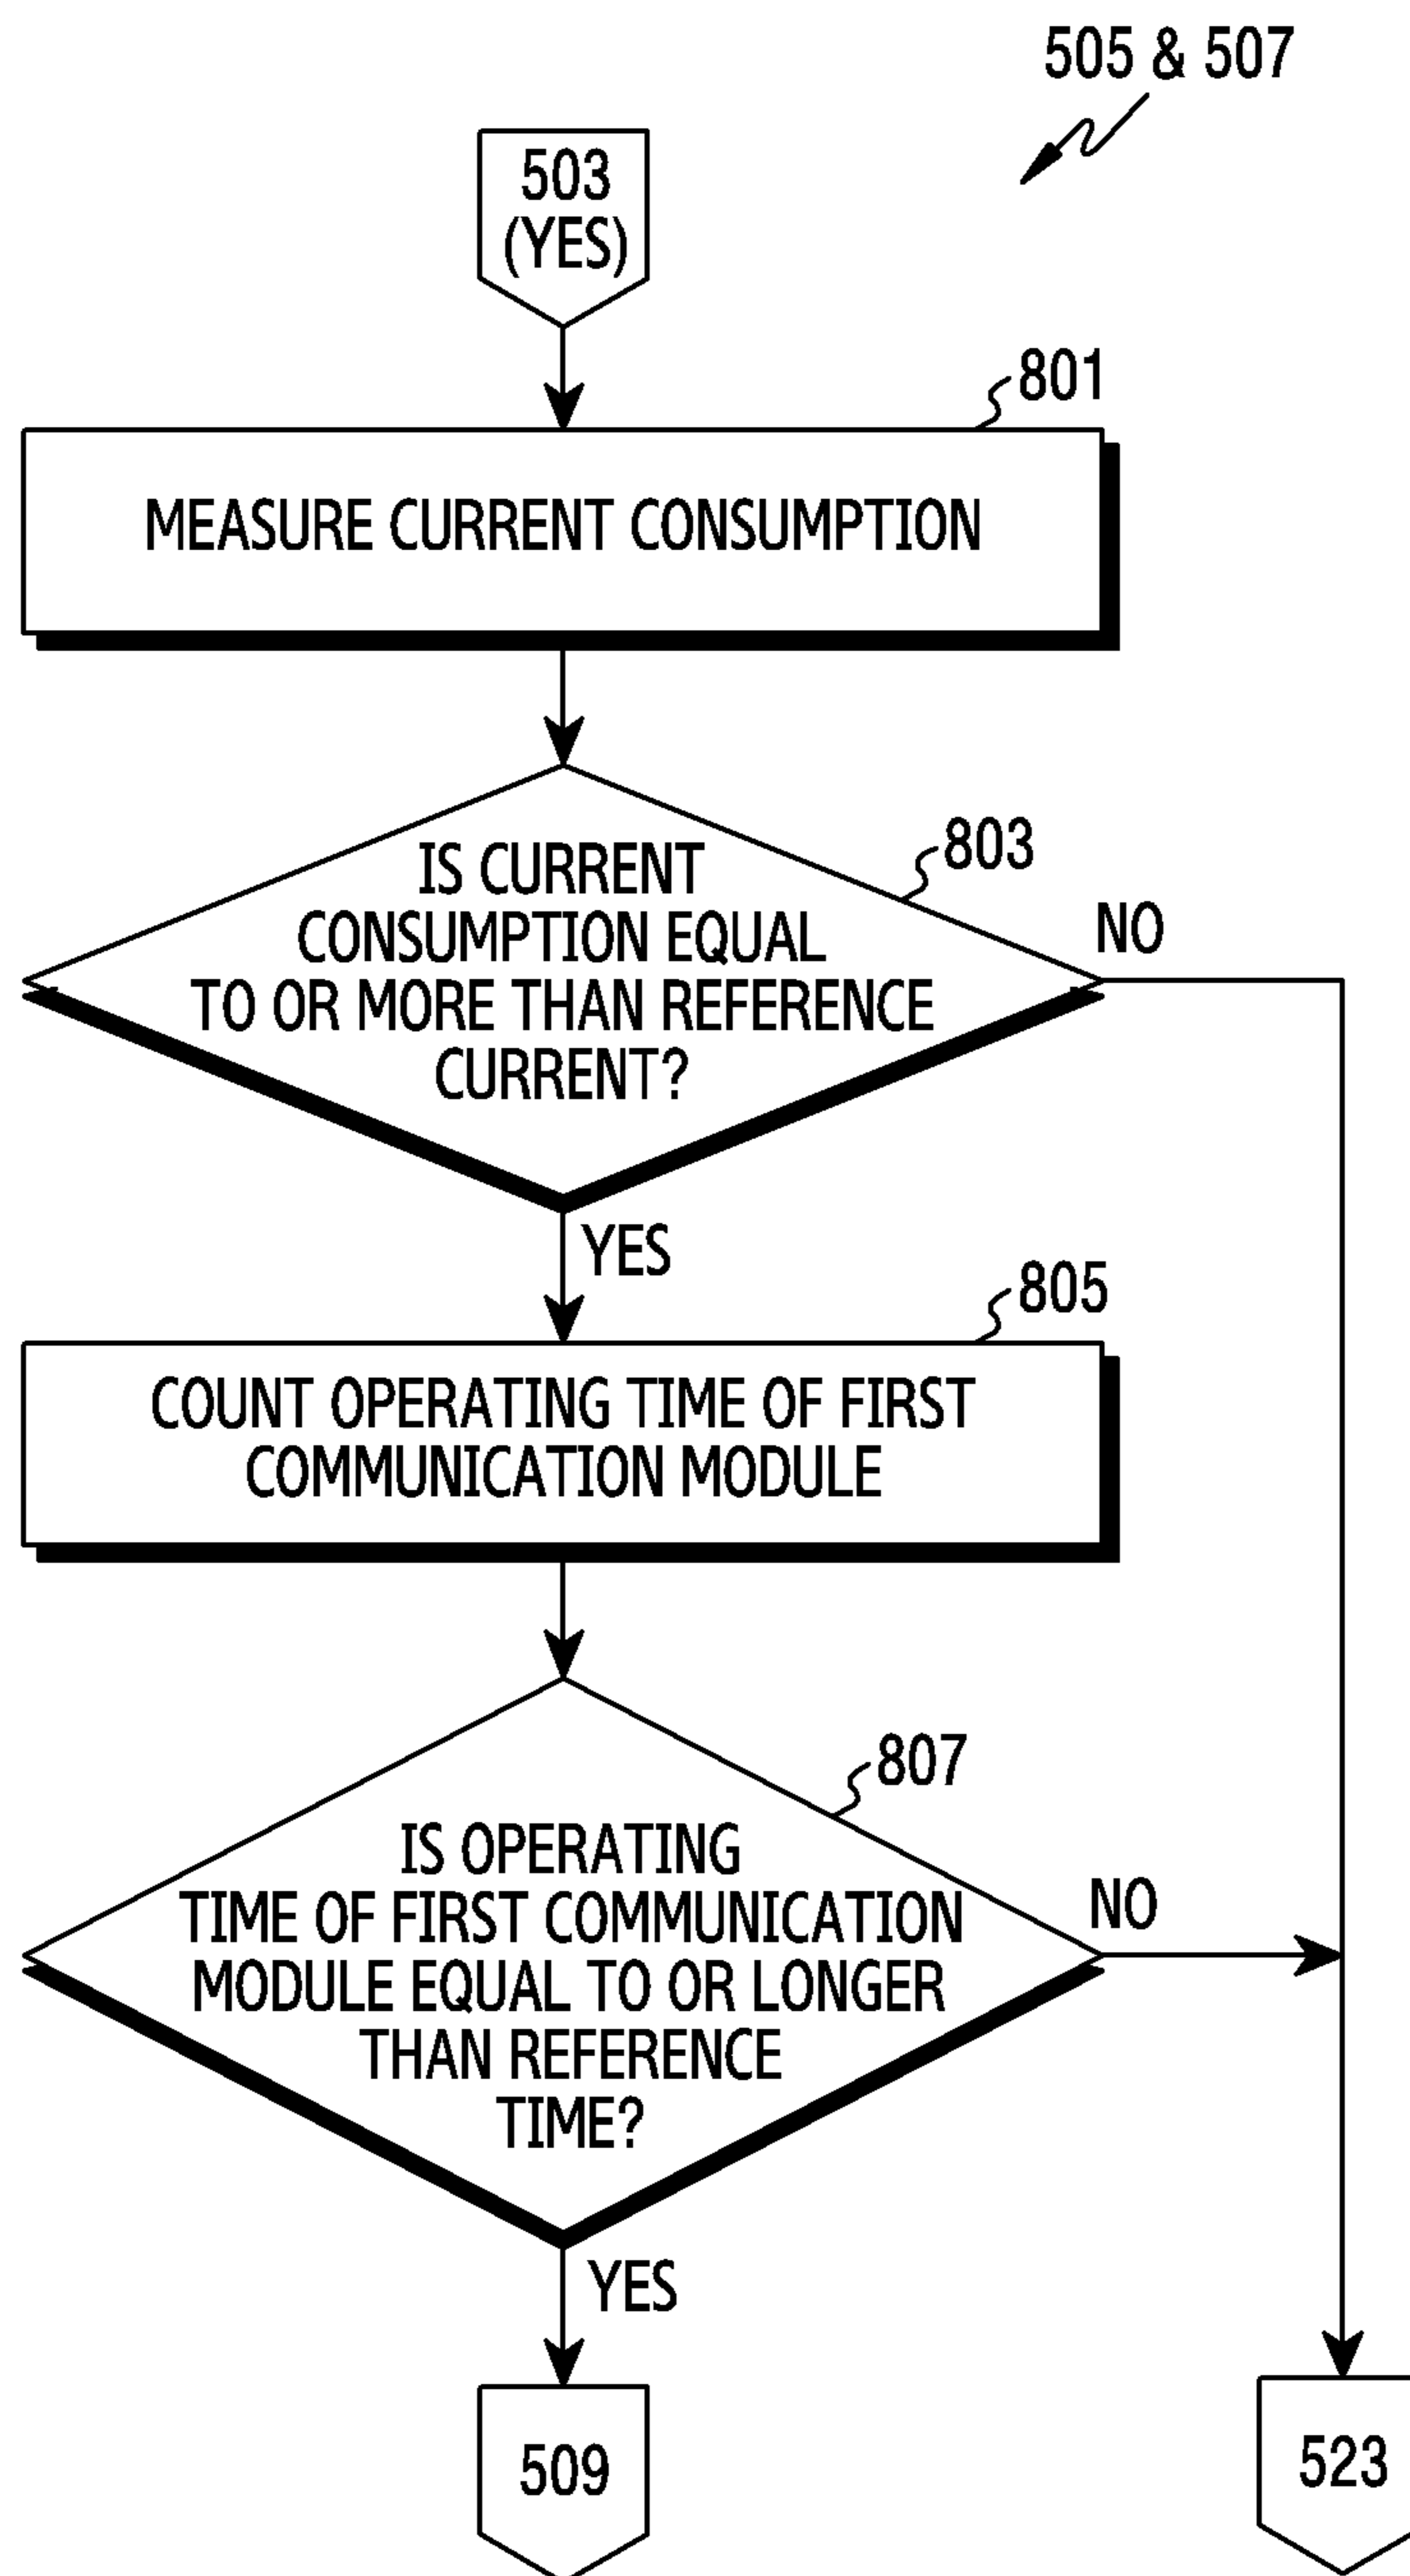 505 & 507
503
(YES)
801
MEASURE CURRENT CONSUMPTION
803
IS CURRENT
CONSUMPTION EQUAL
TO OR MORE THAN REFERENCE
CURRENT?
NO
YES
805
COUNT OPERATING TIME OF FIRST
COMMUNICATION MODULE
807
IS OPERATING
TIME OF FIRST COMMUNICATION
MODULE EQUAL TO OR LONGER
THAN REFERENCE
TIME?
NO
YES
509
523